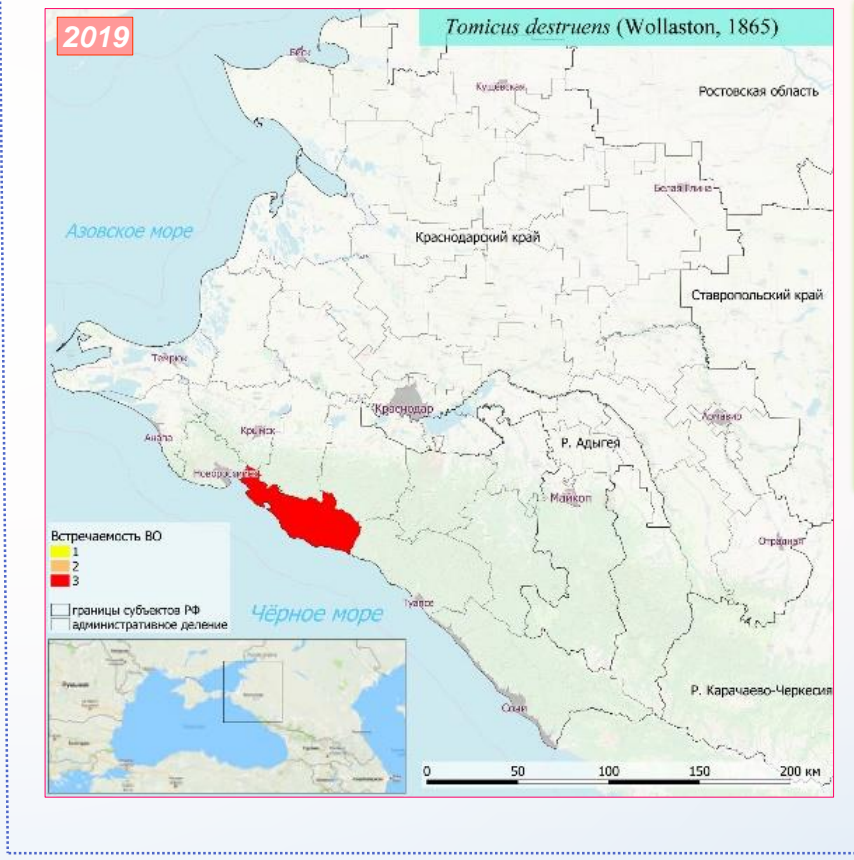 2019
Tomicus destruens (Wollaston, 1865)
Ейск
Кущёвская
Ростовская область
Белая Глина
Азовское море
Краснодарский край
Ставропольский край
Темрюк
Краснодар
Армавир
Анапа
Крымск
Р. Адыгея
Новороссийск
Майкоп
Отрадная
Встречаемость ВО
1
2
3
Туапсе
границы субъектов РФ
административное деление
Чёрное море
Сочи
Р. Карачаево-Черкесия
0 50 100 150 200 км